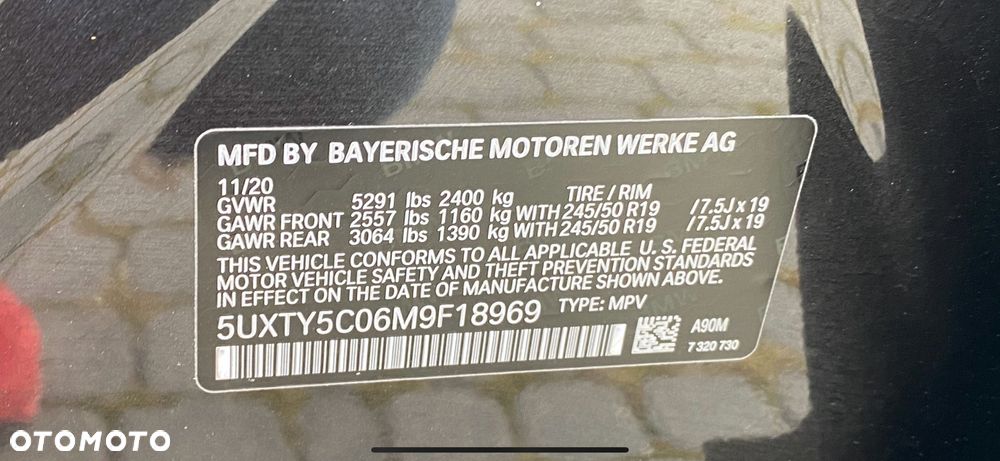 MFD BY BAYERISCHE MOTOREN WERKE AG
11/20 TIRE / RIM
GVWR 5291 lbs 2400 kg
GAWR FRONT 2557 lbs 1160 kg WITH 245/50 R19 / 7.5J x 19
GAWR REAR 3064 lbs 1390 kg WITH 245/50 R19 / 7.5J x 19
THIS VEHICLE CONFORMS TO ALL APPLICABLE U. S. FEDERAL
MOTOR VEHICLE SAFETY AND THEFT PREVENTION STANDARDS
IN EFFECT ON THE DATE OF MANUFACTURE SHOWN ABOVE.
5UXTY5C06M9F18969 TYPE: MPV
A90M
7 320 730
OTOMOTO